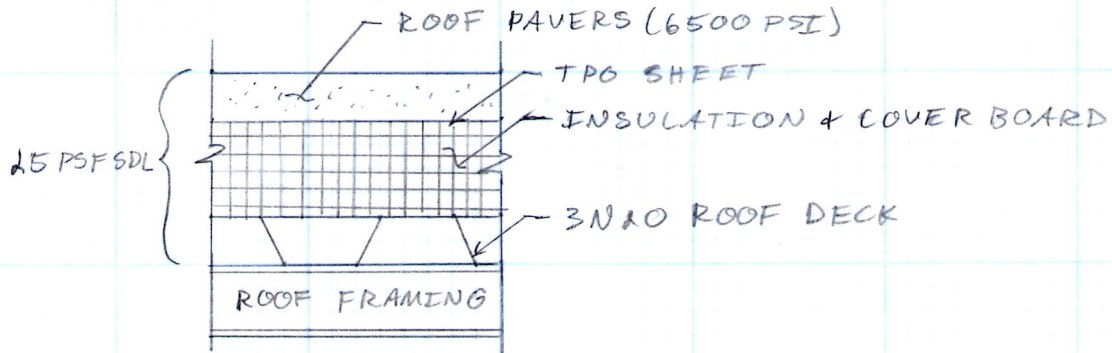 ROOF PAVERS (6500 PSI)
TPO SHEET
INSULATION & COVER BOARD
25 PSF SDL
3N20 ROOF DECK
ROOF FRAMING